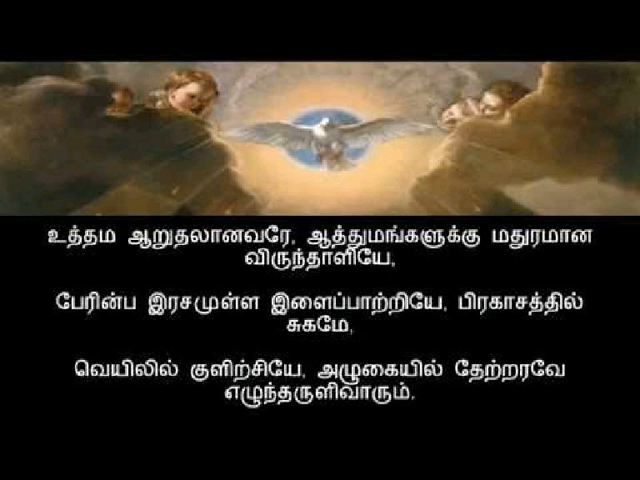 உத்தம ஆறுதலானவரே, ஆத்துமங்களுக்கு மதுரமான
விருந்தாளியே,
பேரின்ப இரசமுள்ள இளைப்பாற்றியே, பிரகாசத்தில்
சுகமே,
வெயிலில் குளிற்சியே, அழுகையில் தேற்றரவே
எழுந்தருளிவாரும்.